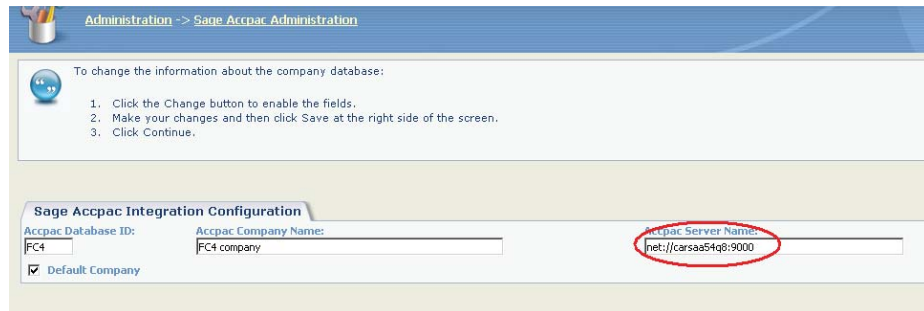 Administration -> Sage Accpac Administration
To change the information about the company database:
1. Click the Change button to enable the fields.
2. Make your changes and then click Save at the right side of the screen.
3. Click Continue.
Sage Accpac Integration Configuration
Accpac Database ID: Accpac Company Name: Accpac Server Name:
FC4 FC4 company net://carsaa54q8:9000
Default Company